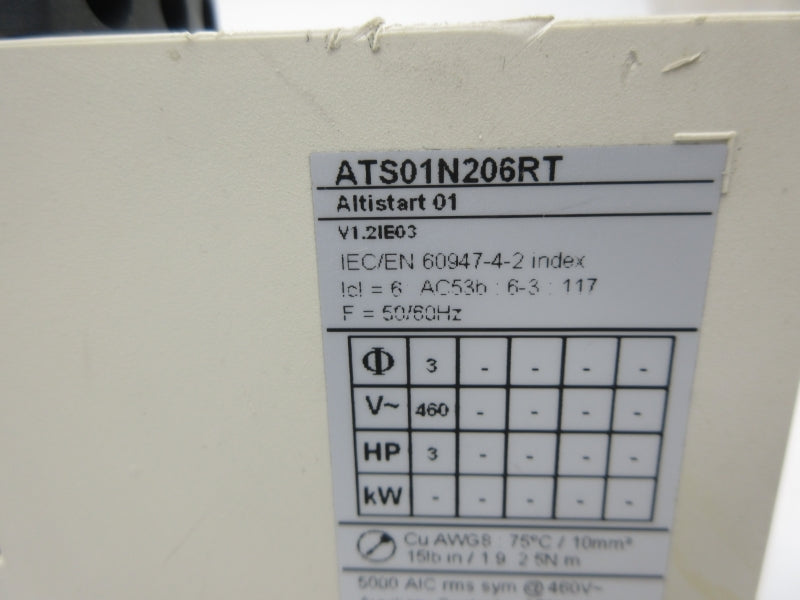 ATS01N206RT
Altistart 01
V1.2IE03
IEC/EN 60947-4-2 index
Icl = 6 AC53b : 6-3 : 117
F = 50/60Hz
Φ 3 - - - -
V~ 460 - - - -
HP 3 - - - -
kW - - - - -
Cu AWG8 : 75°C / 10mm²
15lb in / 1.9 2.5N m
5000 AIC rms sym @ 460V~